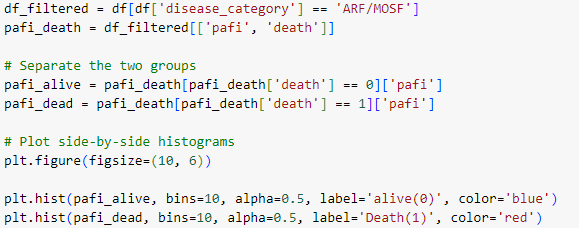 df_filtered = df[df['disease_category'] == 'ARF/MOSF']
pafi_death = df_filtered[['pafi', 'death']]
# Separate the two groups
pafi_alive = pafi_death[pafi_death['death'] == 0]['pafi']
pafi_dead = pafi_death[pafi_death['death'] == 1]['pafi']
# Plot side-by-side histograms
plt.figure(figsize=(10, 6))
plt.hist(pafi_alive, bins=10, alpha=0.5, label='alive(0)', color='blue')
plt.hist(pafi_dead, bins=10, alpha=0.5, label='Death(1)', color='red')